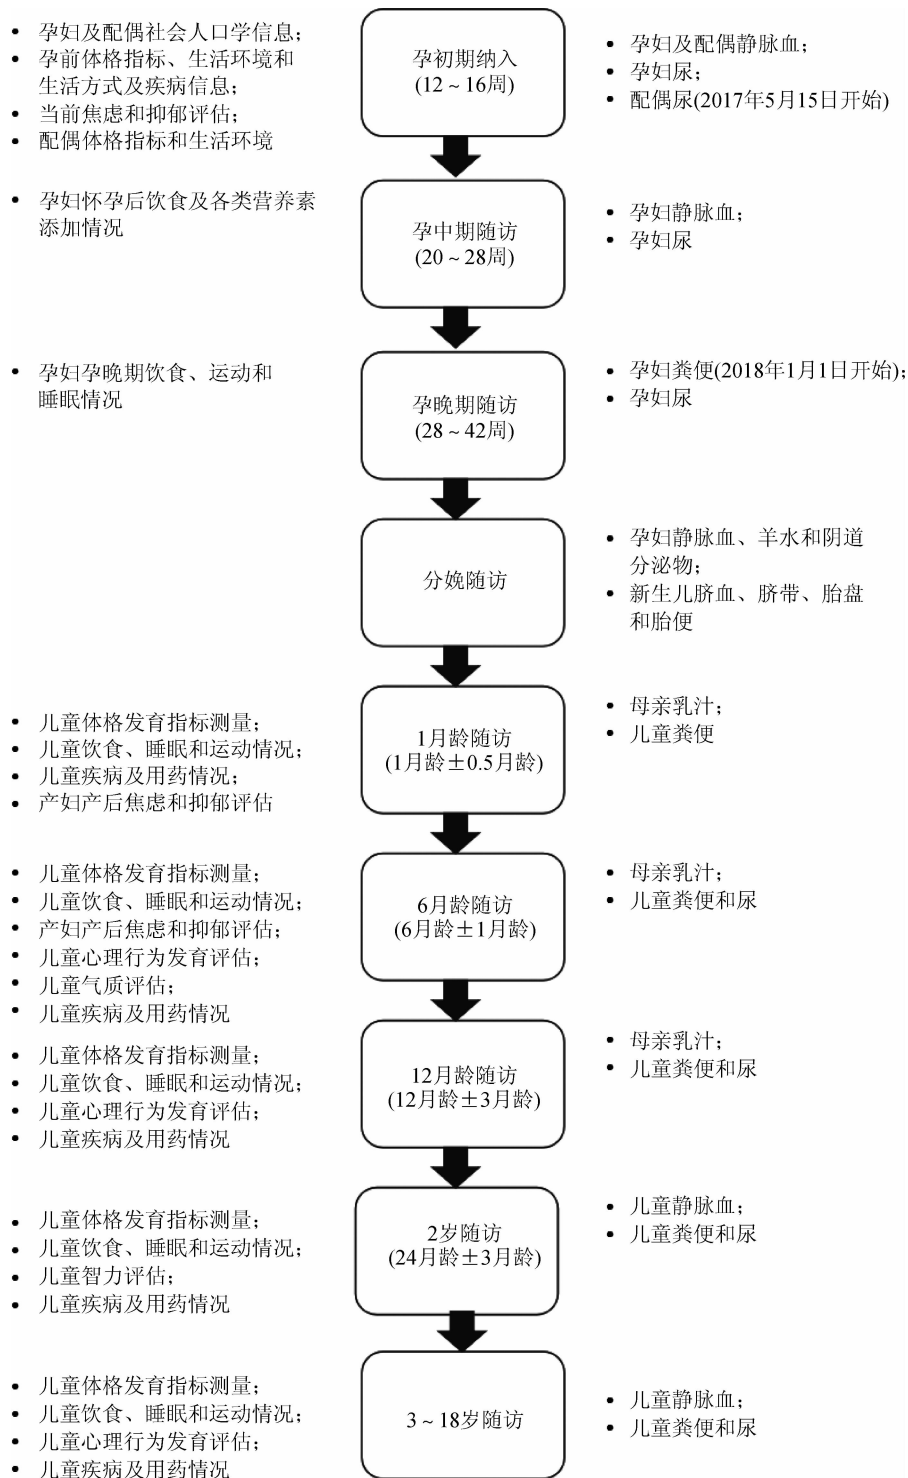 • 孕妇及配偶社会人口学信息;
• 孕前体格指标、生活环境和
生活方式及疾病信息;
• 当前焦虑和抑郁评估;
• 配偶体格指标和生活环境
孕初期纳入
(12~16周)
• 孕妇及配偶静脉血;
• 孕妇尿;
• 配偶尿(2017年5月15日开始)
• 孕妇怀孕后饮食及各类营养素
添加情况
孕中期随访
(20~28周)
• 孕妇静脉血;
• 孕妇尿
• 孕妇孕晚期饮食、运动和
睡眠情况
孕晚期随访
(28~42周)
• 孕妇粪便(2018年1月1日开始);
• 孕妇尿
分娩随访
• 孕妇静脉血、羊水和阴道
分泌物;
• 新生儿脐血、脐带、胎盘
和胎便
• 儿童体格发育指标测量;
• 儿童饮食、睡眠和运动情况;
• 儿童疾病及用药情况;
• 产妇产后焦虑和抑郁评估
1月龄随访
(1月龄±0.5月龄)
• 母亲乳汁;
• 儿童粪便
• 儿童体格发育指标测量;
• 儿童饮食、睡眠和运动情况;
• 产妇产后焦虑和抑郁评估;
• 儿童心理行为发育评估;
• 儿童气质评估;
• 儿童疾病及用药情况
6月龄随访
(6月龄±1月龄)
• 母亲乳汁;
• 儿童粪便和尿
• 儿童体格发育指标测量;
• 儿童饮食、睡眠和运动情况;
• 儿童心理行为发育评估;
• 儿童疾病及用药情况
12月龄随访
(12月龄±3月龄)
• 母亲乳汁;
• 儿童粪便和尿
• 儿童体格发育指标测量;
• 儿童饮食、睡眠和运动情况;
• 儿童智力评估;
• 儿童疾病及用药情况
2岁随访
(24月龄±3月龄)
• 儿童静脉血;
• 儿童粪便和尿
• 儿童体格发育指标测量;
• 儿童饮食、睡眠和运动情况;
• 儿童心理行为发育评估;
• 儿童疾病及用药情况
3~18岁随访
• 儿童静脉血;
• 儿童粪便和尿